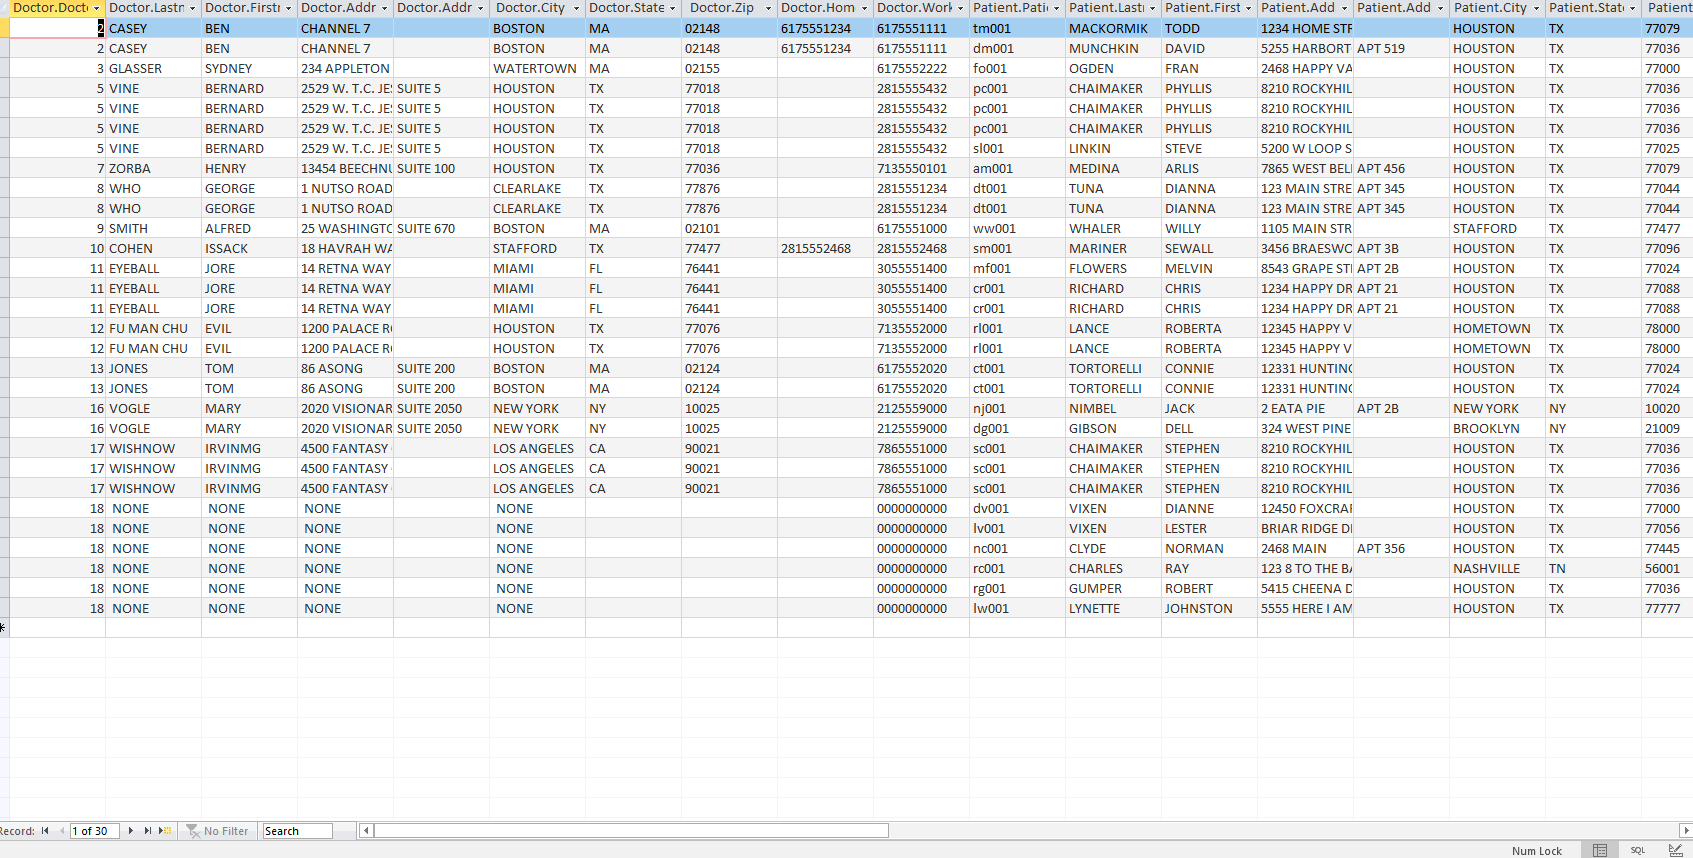 Doctor.Docto Doctor.Lastn Doctor.Firstn Doctor.Addr Doctor.Addr Doctor.City Doctor.State Doctor.Zip Doctor.Hom Doctor.Work Patient.Patie Patient.Lastn Patient.First Patient.Add Patient.Add Patient.City Patient.State Patient
2 CASEY BEN CHANNEL 7 BOSTON MA 02148 6175551234 6175551111 tm001 MACKORMIK TODD 1234 HOME STR HOUSTON TX 77079
2 CASEY BEN CHANNEL 7 BOSTON MA 02148 6175551234 6175551111 dm001 MUNCHKIN DAVID 5255 HARBORT APT 519 HOUSTON TX 77036
3 GLASSER SYDNEY 234 APPLETON WATERTOWN MA 02155 6175552222 fo001 OGDEN FRAN 2468 HAPPY VA HOUSTON TX 77000
5 VINE BERNARD 2529 W. T.C. JES SUITE 5 HOUSTON TX 77018 2815555432 pc001 CHAIMAKER PHYLLIS 8210 ROCKYHIL HOUSTON TX 77036
5 VINE BERNARD 2529 W. T.C. JES SUITE 5 HOUSTON TX 77018 2815555432 pc001 CHAIMAKER PHYLLIS 8210 ROCKYHIL HOUSTON TX 77036
5 VINE BERNARD 2529 W. T.C. JES SUITE 5 HOUSTON TX 77018 2815555432 pc001 CHAIMAKER PHYLLIS 8210 ROCKYHIL HOUSTON TX 77036
5 VINE BERNARD 2529 W. T.C. JES SUITE 5 HOUSTON TX 77018 2815555432 sl001 LINKIN STEVE 5200 W LOOP S HOUSTON TX 77025
7 ZORBA HENRY 13454 BEECHNU SUITE 100 HOUSTON TX 77036 7135550101 am001 MEDINA ARLIS 7865 WEST BELL APT 456 HOUSTON TX 77079
8 WHO GEORGE 1 NUTSO ROAD CLEARLAKE TX 77876 2815551234 dt001 TUNA DIANNA 123 MAIN STRE APT 345 HOUSTON TX 77044
8 WHO GEORGE 1 NUTSO ROAD CLEARLAKE TX 77876 2815551234 dt001 TUNA DIANNA 123 MAIN STRE APT 345 HOUSTON TX 77044
9 SMITH ALFRED 25 WASHINGTO SUITE 670 BOSTON MA 02101 6175551000 ww001 WHALER WILLY 1105 MAIN STR STAFFORD TX 77477
10 COHEN ISSACK 18 HAVRAH WA STAFFORD TX 77477 2815552468 2815552468 sm001 MARINER SEWALL 3456 BRAESWO APT 3B HOUSTON TX 77096
11 EYEBALL JORE 14 RETNA WAY MIAMI FL 76441 3055551400 mf001 FLOWERS MELVIN 8543 GRAPE STI APT 2B HOUSTON TX 77024
11 EYEBALL JORE 14 RETNA WAY MIAMI FL 76441 3055551400 cr001 RICHARD CHRIS 1234 HAPPY DR APT 21 HOUSTON TX 77088
11 EYEBALL JORE 14 RETNA WAY MIAMI FL 76441 3055551400 cr001 RICHARD CHRIS 1234 HAPPY DR APT 21 HOUSTON TX 77088
12 FU MAN CHU EVIL 1200 PALACE R HOUSTON TX 77076 7135552000 rl001 LANCE ROBERTA 12345 HAPPY V HOMETOWN TX 78000
12 FU MAN CHU EVIL 1200 PALACE R HOUSTON TX 77076 7135552000 rl001 LANCE ROBERTA 12345 HAPPY V HOMETOWN TX 78000
13 JONES TOM 86 ASONG SUITE 200 BOSTON MA 02124 6175552020 ct001 TORTORELLI CONNIE 12331 HUNTING HOUSTON TX 77024
13 JONES TOM 86 ASONG SUITE 200 BOSTON MA 02124 6175552020 ct001 TORTORELLI CONNIE 12331 HUNTING HOUSTON TX 77024
16 VOGLE MARY 2020 VISIONAR SUITE 2050 NEW YORK NY 10025 2125559000 nj001 NIMBEL JACK 2 EATA PIE APT 2B NEW YORK NY 10020
16 VOGLE MARY 2020 VISIONAR SUITE 2050 NEW YORK NY 10025 2125559000 dg001 GIBSON DELL 324 WEST PINE BROOKLYN NY 21009
17 WISHNOW IRVINMG 4500 FANTASY LOS ANGELES CA 90021 7865551000 sc001 CHAIMAKER STEPHEN 8210 ROCKYHIL HOUSTON TX 77036
17 WISHNOW IRVINMG 4500 FANTASY LOS ANGELES CA 90021 7865551000 sc001 CHAIMAKER STEPHEN 8210 ROCKYHIL HOUSTON TX 77036
17 WISHNOW IRVINMG 4500 FANTASY LOS ANGELES CA 90021 7865551000 sc001 CHAIMAKER STEPHEN 8210 ROCKYHIL HOUSTON TX 77036
18 NONE NONE NONE NONE 0000000000 dv001 VIXEN DIANNE 12450 FOXCRAF HOUSTON TX 77000
18 NONE NONE NONE NONE 0000000000 lv001 VIXEN LESTER BRIAR RIDGE DI HOUSTON TX 77056
18 NONE NONE NONE NONE 0000000000 nc001 CLYDE NORMAN 2468 MAIN APT 356 HOUSTON TX 77445
18 NONE NONE NONE NONE 0000000000 rc001 CHARLES RAY 123 8 TO THE BA NASHVILLE TN 56001
18 NONE NONE NONE NONE 0000000000 rg001 GUMPER ROBERT 5415 CHEENA D HOUSTON TX 77036
18 NONE NONE NONE NONE 0000000000 lw001 LYNETTE JOHNSTON 5555 HERE I AM HOUSTON TX 77777
Record: 1 of 30 No Filter Search
Num Lock SQL